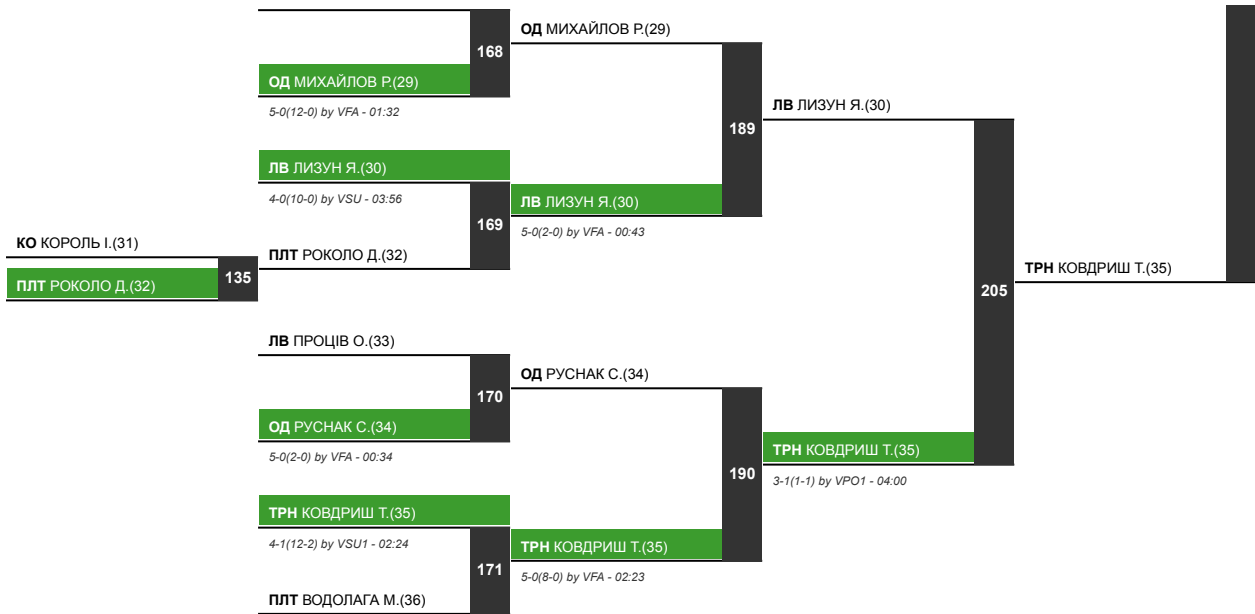 КО КОРОЛЬ І.(31)
ПЛТ РОКОЛО Д.(32)
135
168
ОД МИХАЙЛОВ Р.(29)
5-0(12-0) by VFA - 01:32
ЛВ ЛИЗУН Я.(30)
4-0(10-0) by VSU - 03:56
169
ПЛТ РОКОЛО Д.(32)
ЛВ ПРОЦІВ О.(33)
170
ОД РУСНАК С.(34)
5-0(2-0) by VFA - 00:34
ТРН КОВДРИШ Т.(35)
4-1(12-2) by VSU1 - 02:24
171
ПЛТ ВОДОЛАГА М.(36)
ОД МИХАЙЛОВ Р.(29)
189
ЛВ ЛИЗУН Я.(30)
5-0(2-0) by VFA - 00:43
ОД РУСНАК С.(34)
190
ТРН КОВДРИШ Т.(35)
5-0(8-0) by VFA - 02:23
ЛВ ЛИЗУН Я.(30)
205
ТРН КОВДРИШ Т.(35)
3-1(1-1) by VPO1 - 04:00
ТРН КОВДРИШ Т.(35)